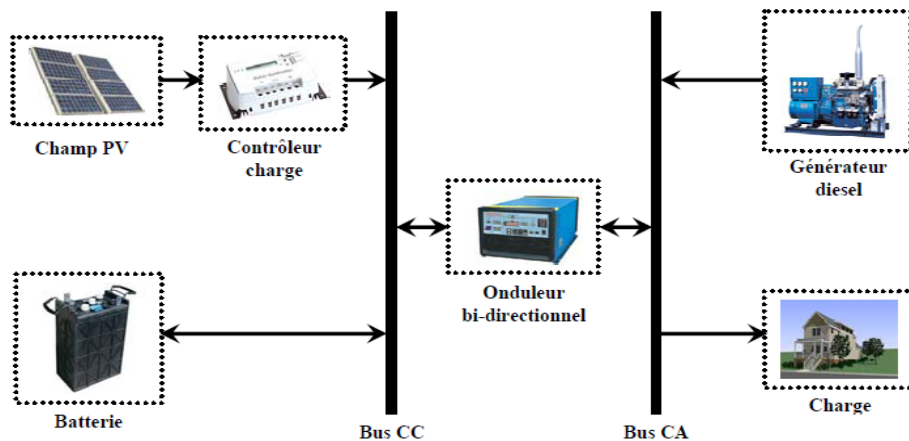 Champ PV
Contrôleur
charge
Générateur
diesel
Onduleur
bi-directionnel
Batterie
Charge
Bus CC
Bus CA